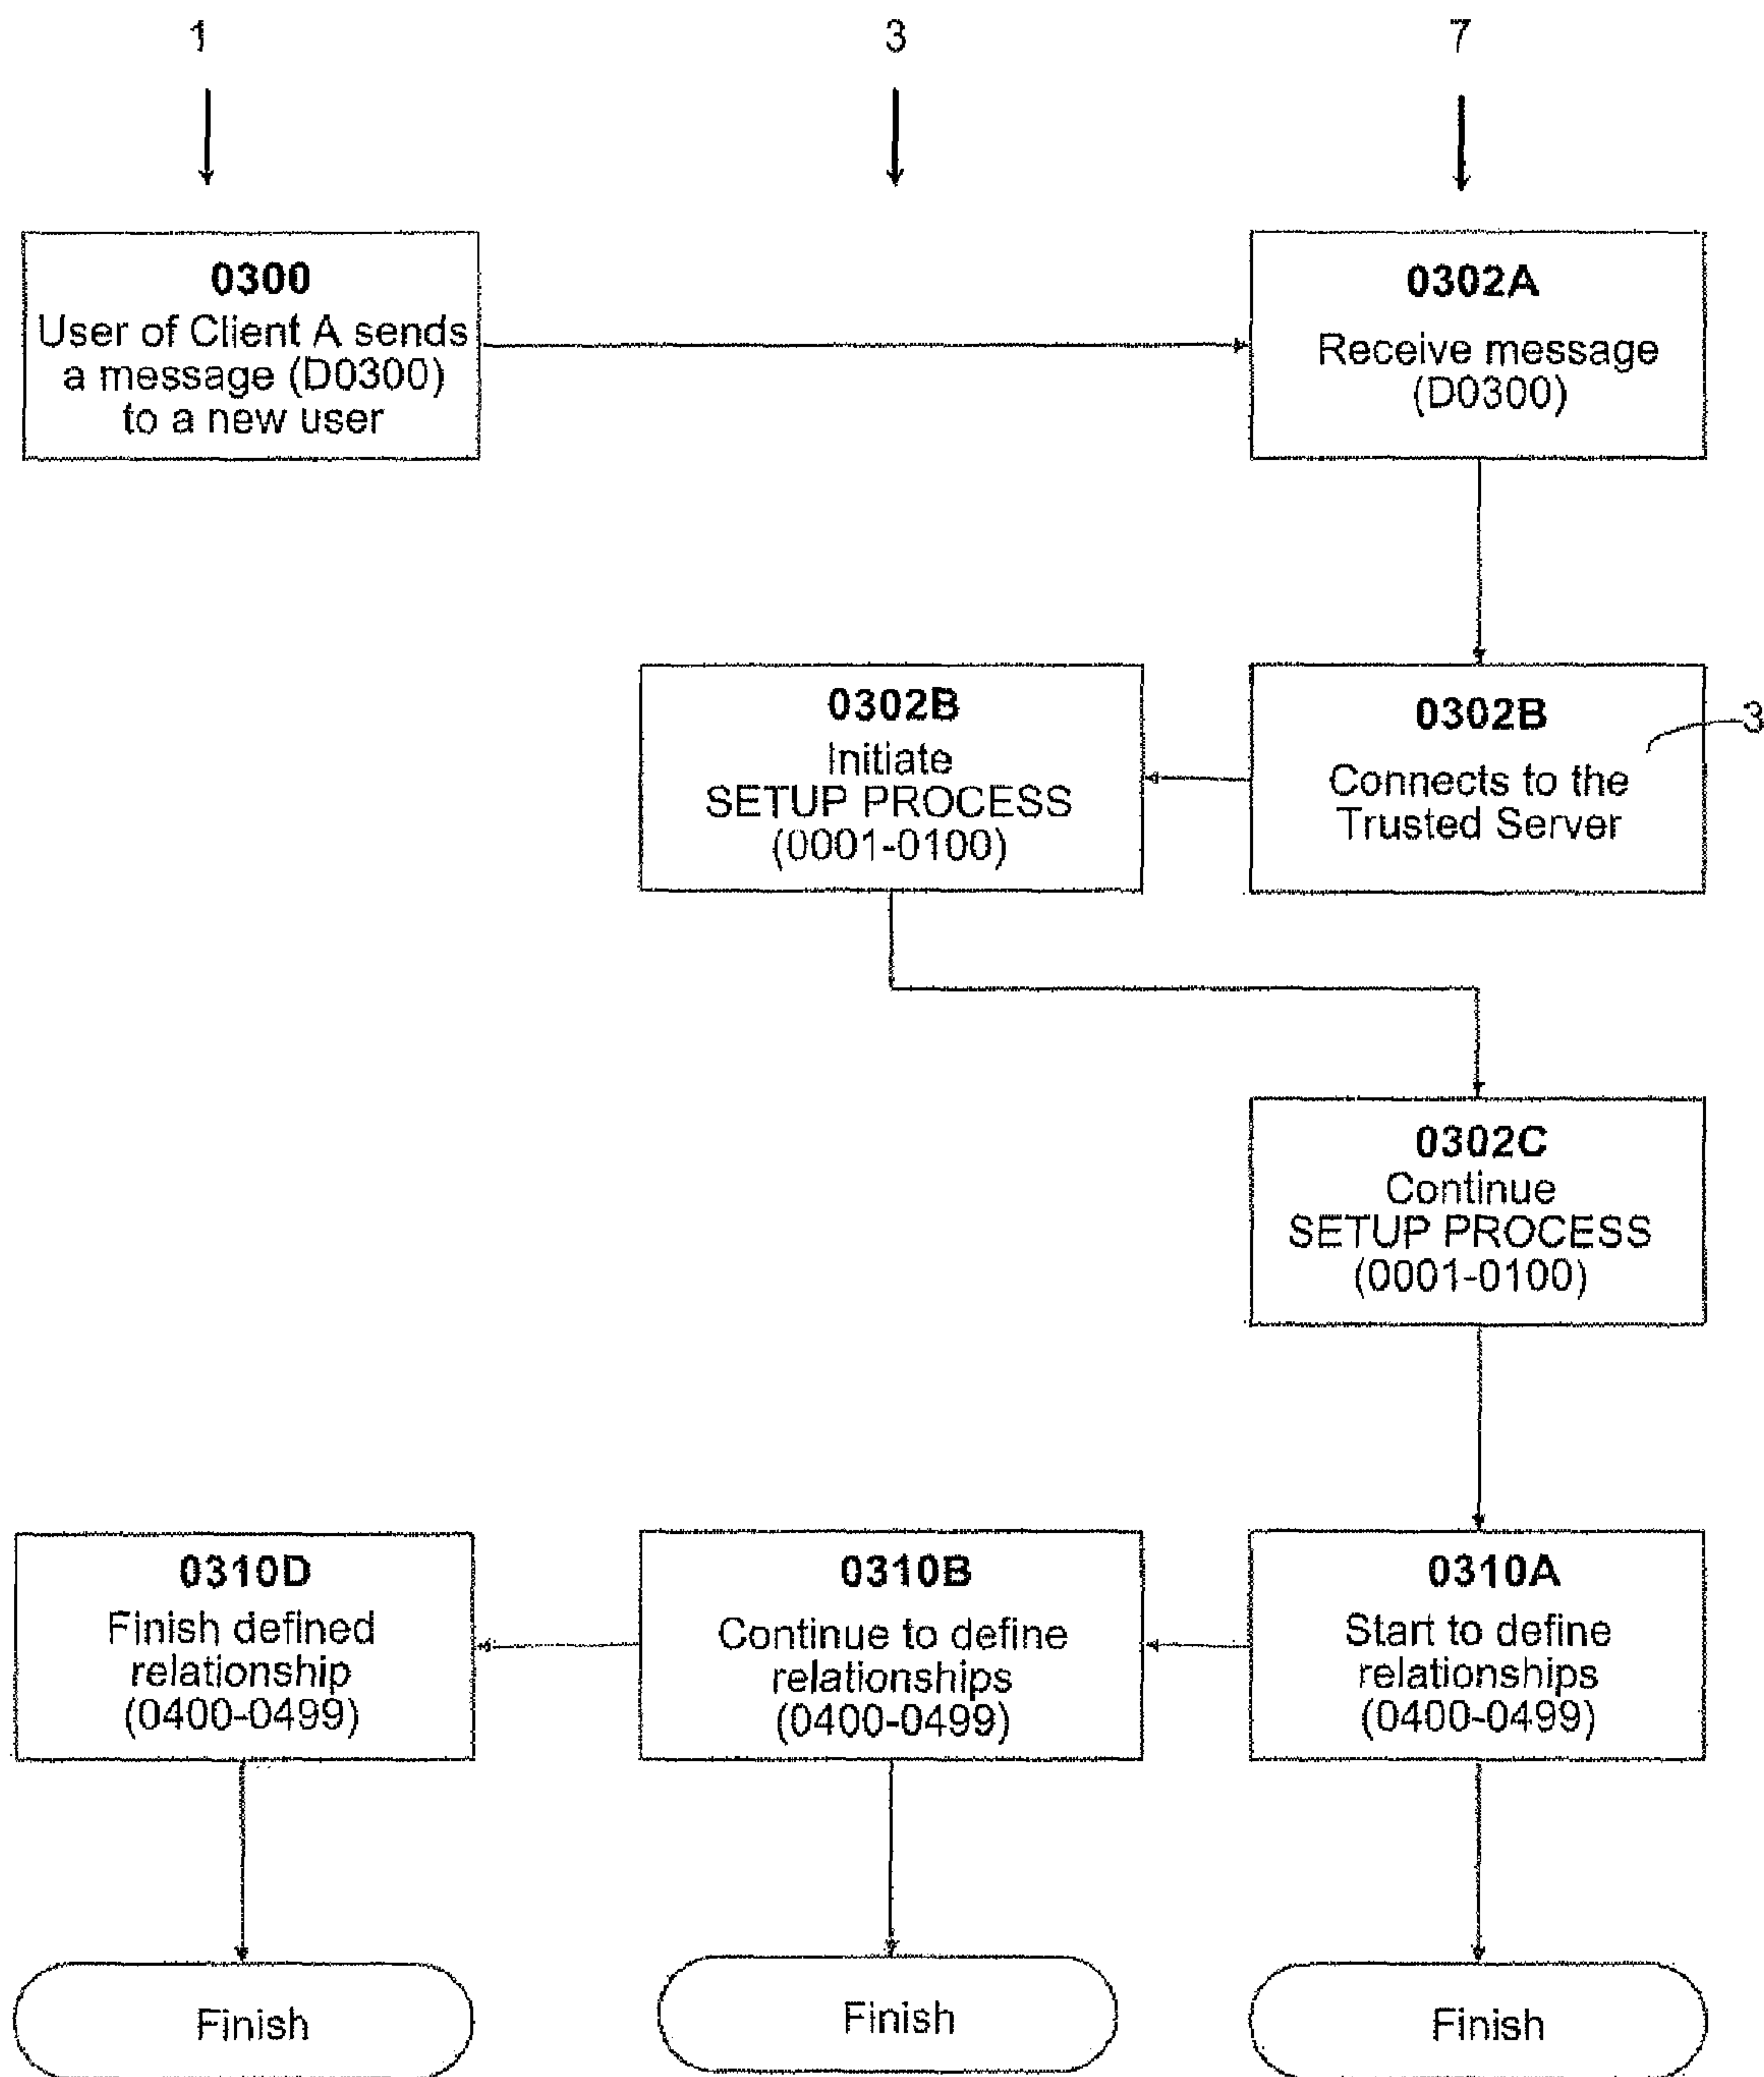 1
3
7
0300
User of Client A sends
a message (D0300)
to a new user
0302A
Receive message
(D0300)
0302B
Initiate
SETUP PROCESS
(0001-0100)
0302B
Connects to the
Trusted Server
3
0302C
Continue
SETUP PROCESS
(0001-0100)
0310D
Finish defined
relationship
(0400-0499)
0310B
Continue to define
relationships
(0400-0499)
0310A
Start to define
relationships
(0400-0499)
Finish
Finish
Finish